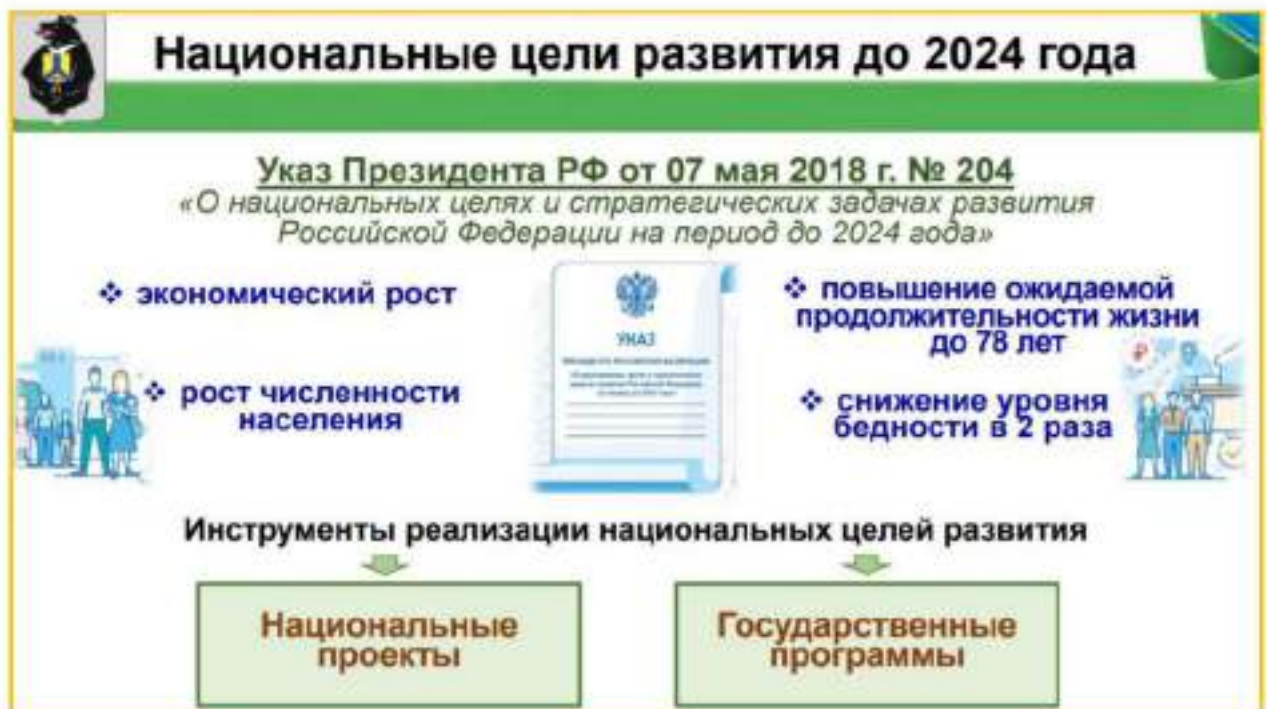 Национальные цели развития до 2024 года
Указ Президента РФ от 07 мая 2018 г. № 204
«О национальных целях и стратегических задачах развития
Российской Федерации на период до 2024 года»
❖ экономический рост
❖ рост численности
населения
УКАЗ
❖ повышение ожидаемой
продолжительности жизни
до 78 лет
❖ снижение уровня
бедности в 2 раза
Инструменты реализации национальных целей развития
Национальные
проекты
Государственные
программы